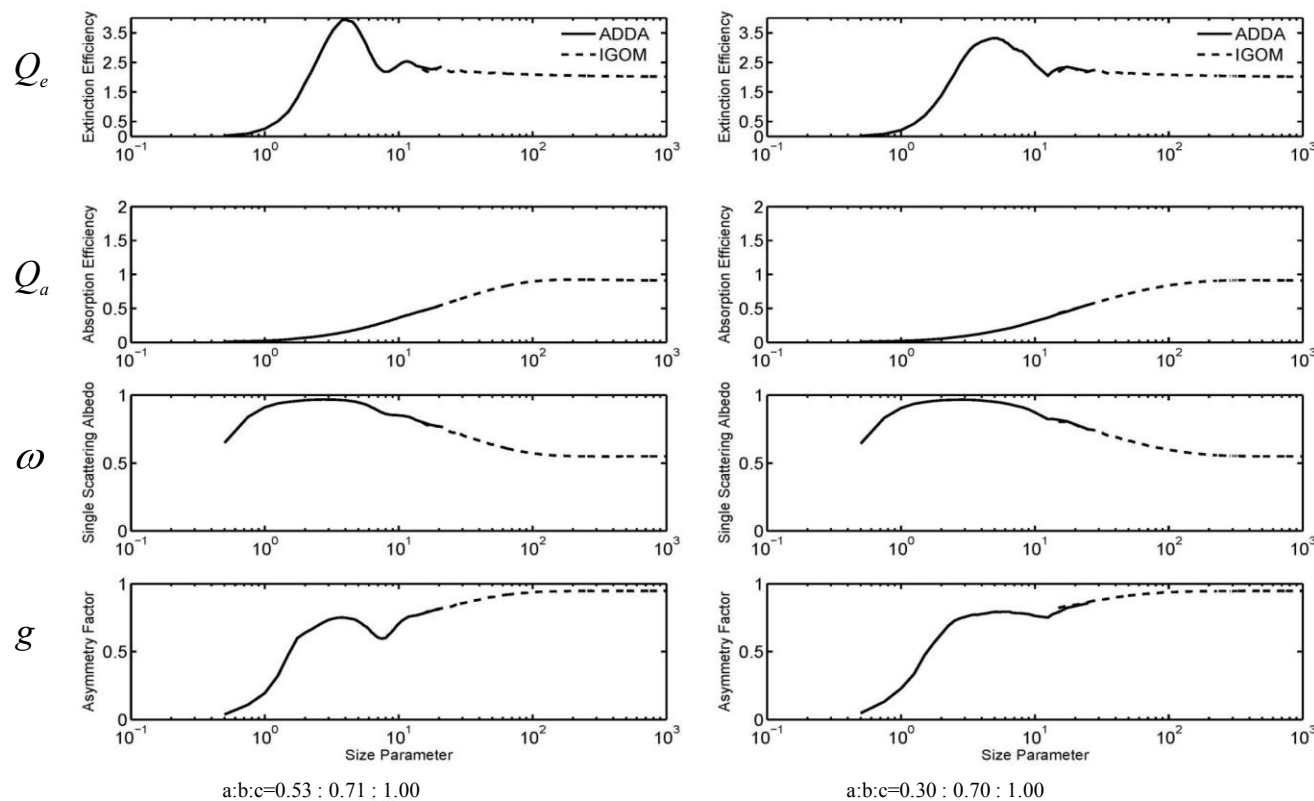 Qe
Extinction Efficiency
3.5
2.5
1.5
0.5
0
ADDA
IGOM
10−1 100 101 102 103
Extinction Efficiency
3.5
2.5
1.5
0.5
0
ADDA
IGOM
10−1 100 101 102 103
Qa
Absorption Efficiency
2
1.5
1
0.5
0
10−1 100 101 102 103
Absorption Efficiency
2
1.5
1
0.5
0
10−1 100 101 102 103
ω
Single Scattering Albedo
1
0.5
0
10−1 100 101 102 103
Single Scattering Albedo
1
0.5
0
10−1 100 101 102 103
g
Asymmetry Factor
1
0.5
0
10−1 100 101 102 103
Size Parameter
Asymmetry Factor
1
0.5
0
10−1 100 101 102 103
Size Parameter
a:b:c=0.53 : 0.71 : 1.00
a:b:c=0.30 : 0.70 : 1.00